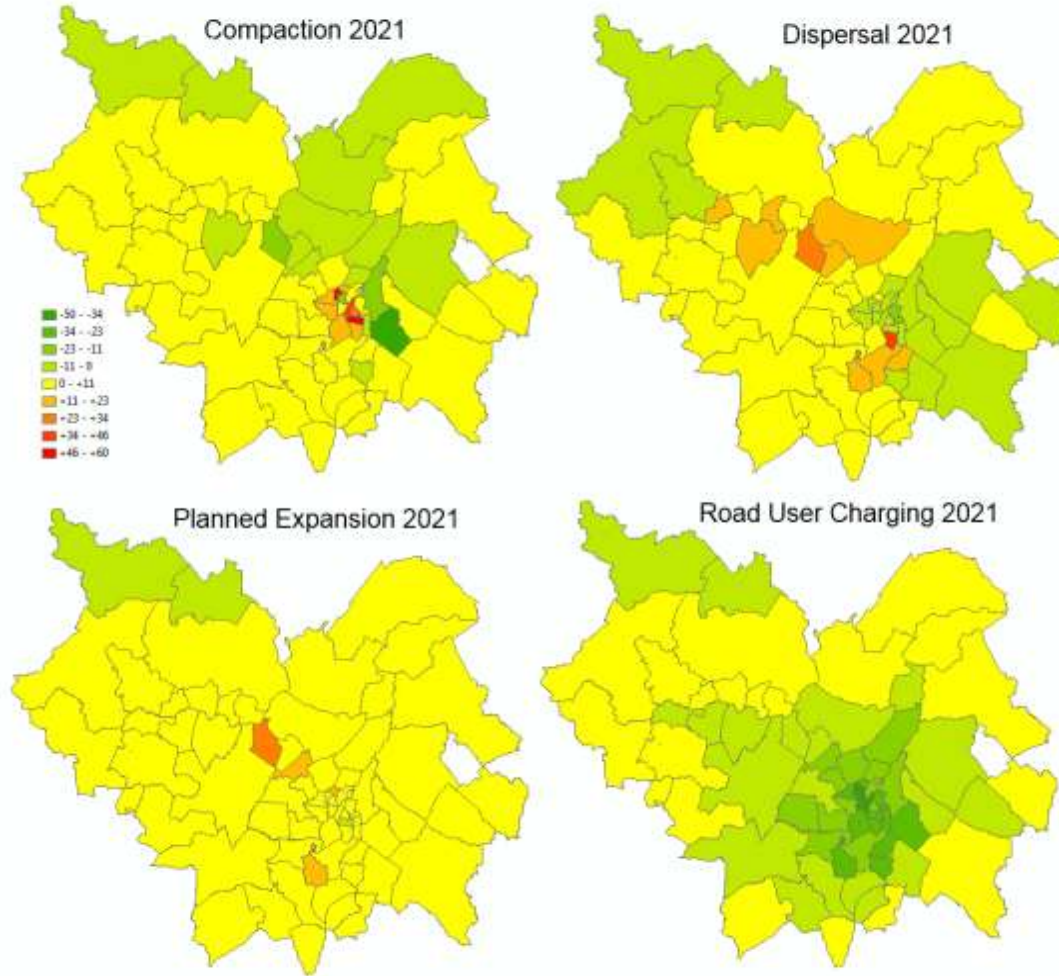 Compaction 2021
Dispersal 2021
-50 - -34
-34 - -23
-23 - -11
-11 - 0
0 - +11
+11 - +23
+23 - +34
+34 - +46
+46 - +60
Planned Expansion 2021
Road User Charging 2021